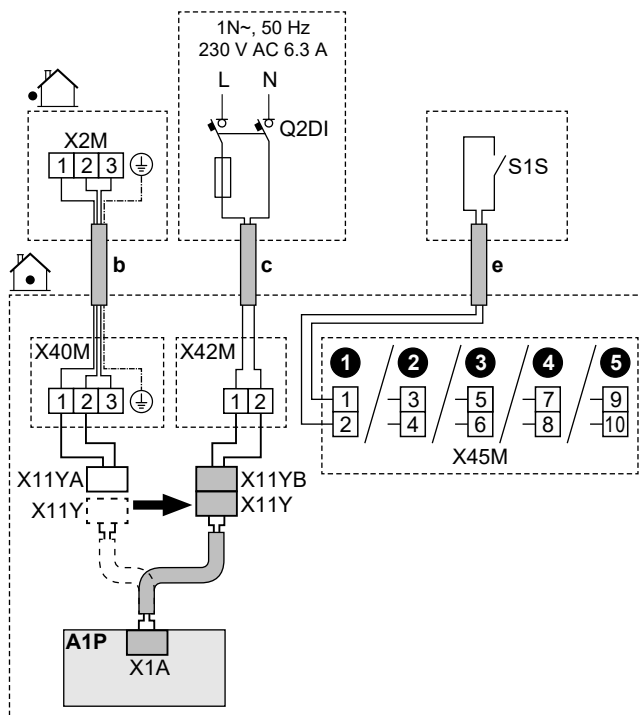 1N~, 50 Hz
230 V AC 6.3 A
L N
Q2DI
X2M
1 2 3
S1S
b
c
e
X40M
1 2 3
X42M
1 2
1 2 3 4 5
1 3 5 7 9
2 4 6 8 10
X45M
X11YA
X11YB
X11Y
X11Y
A1P
X1A